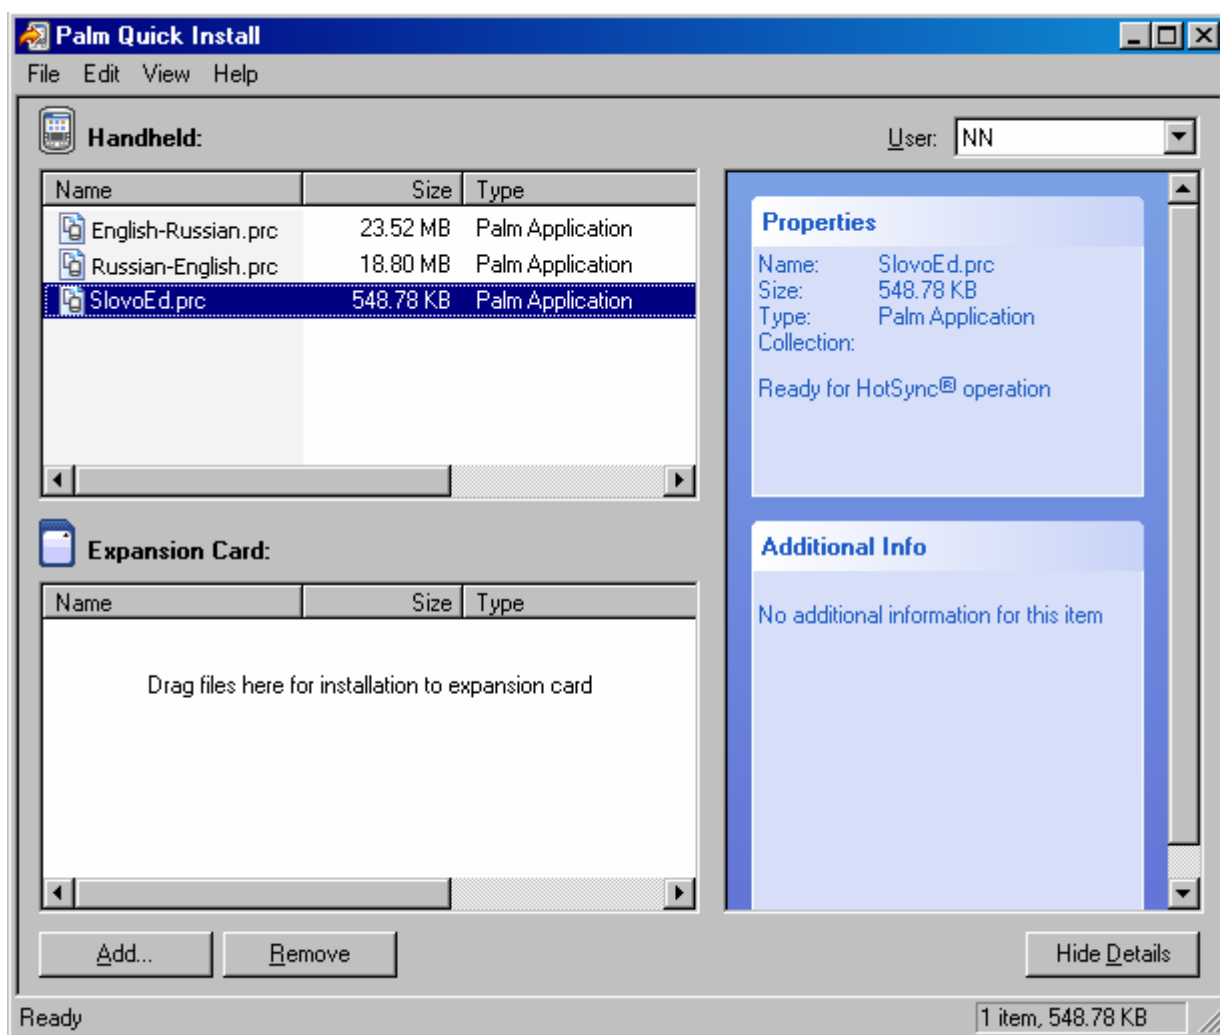 Palm Quick Install
File Edit View Help
Handheld:
User: NN
Name Size Type
English-Russian.prc 23.52 MB Palm Application
Russian-English.prc 18.80 MB Palm Application
SlovoEd.prc 548.78 KB Palm Application
Properties
Name: SlovoEd.prc
Size: 548.78 KB
Type: Palm Application
Collection:
Ready for HotSync® operation
Expansion Card:
Name Size Type
Drag files here for installation to expansion card
Additional Info
No additional information for this item
Add... Remove Hide Details
Ready 1 item, 548.78 KB